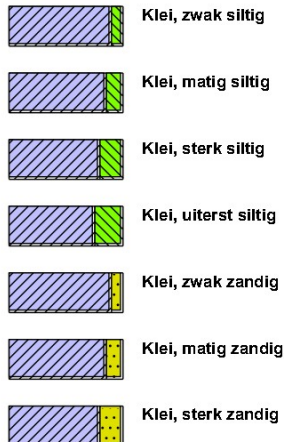 Klei, zwak siltig
Klei, matig siltig
Klei, sterk siltig
Klei, uiterst siltig
Klei, zwak zandig
Klei, matig zandig
Klei, sterk zandig